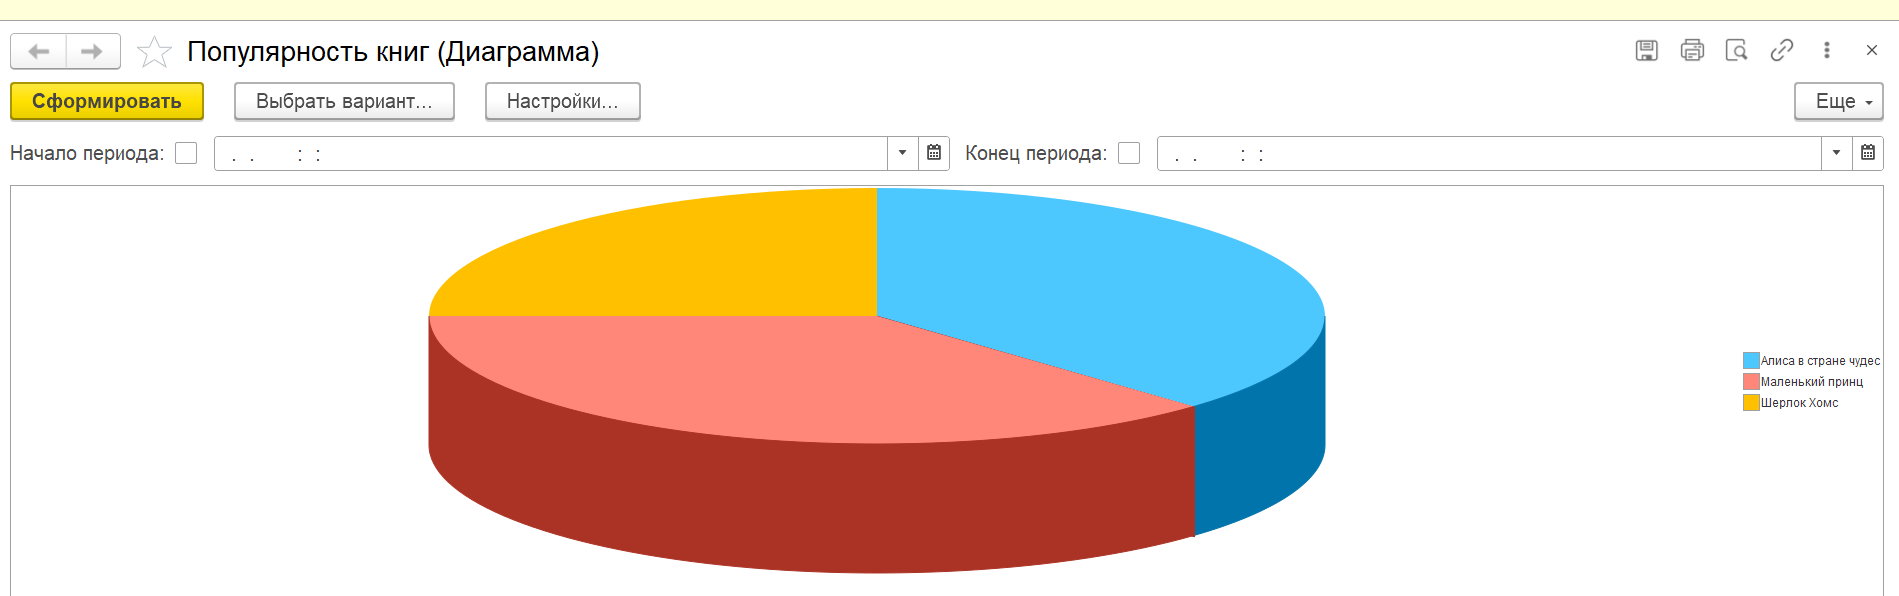 Популярность книг (Диаграмма)
Сформировать
Выбрать вариант...
Настройки...
Еще
Начало периода:
. . : :
Конец периода:
. . : :
Алиса в стране чудес
Маленький принц
Шерлок Хомс